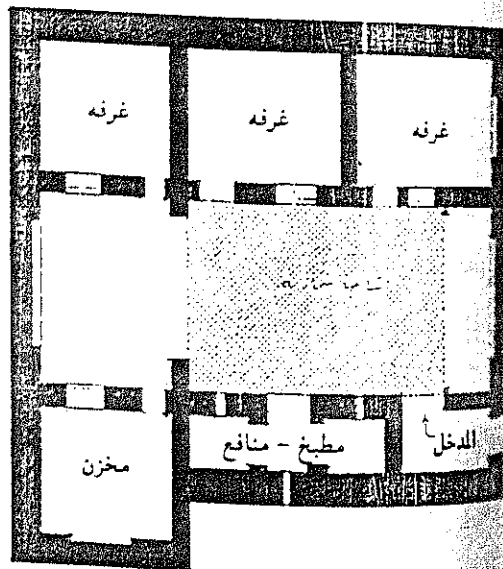 غرفه
غرفه
غرفه
المدخل
مطبخ - منافع
مخزن